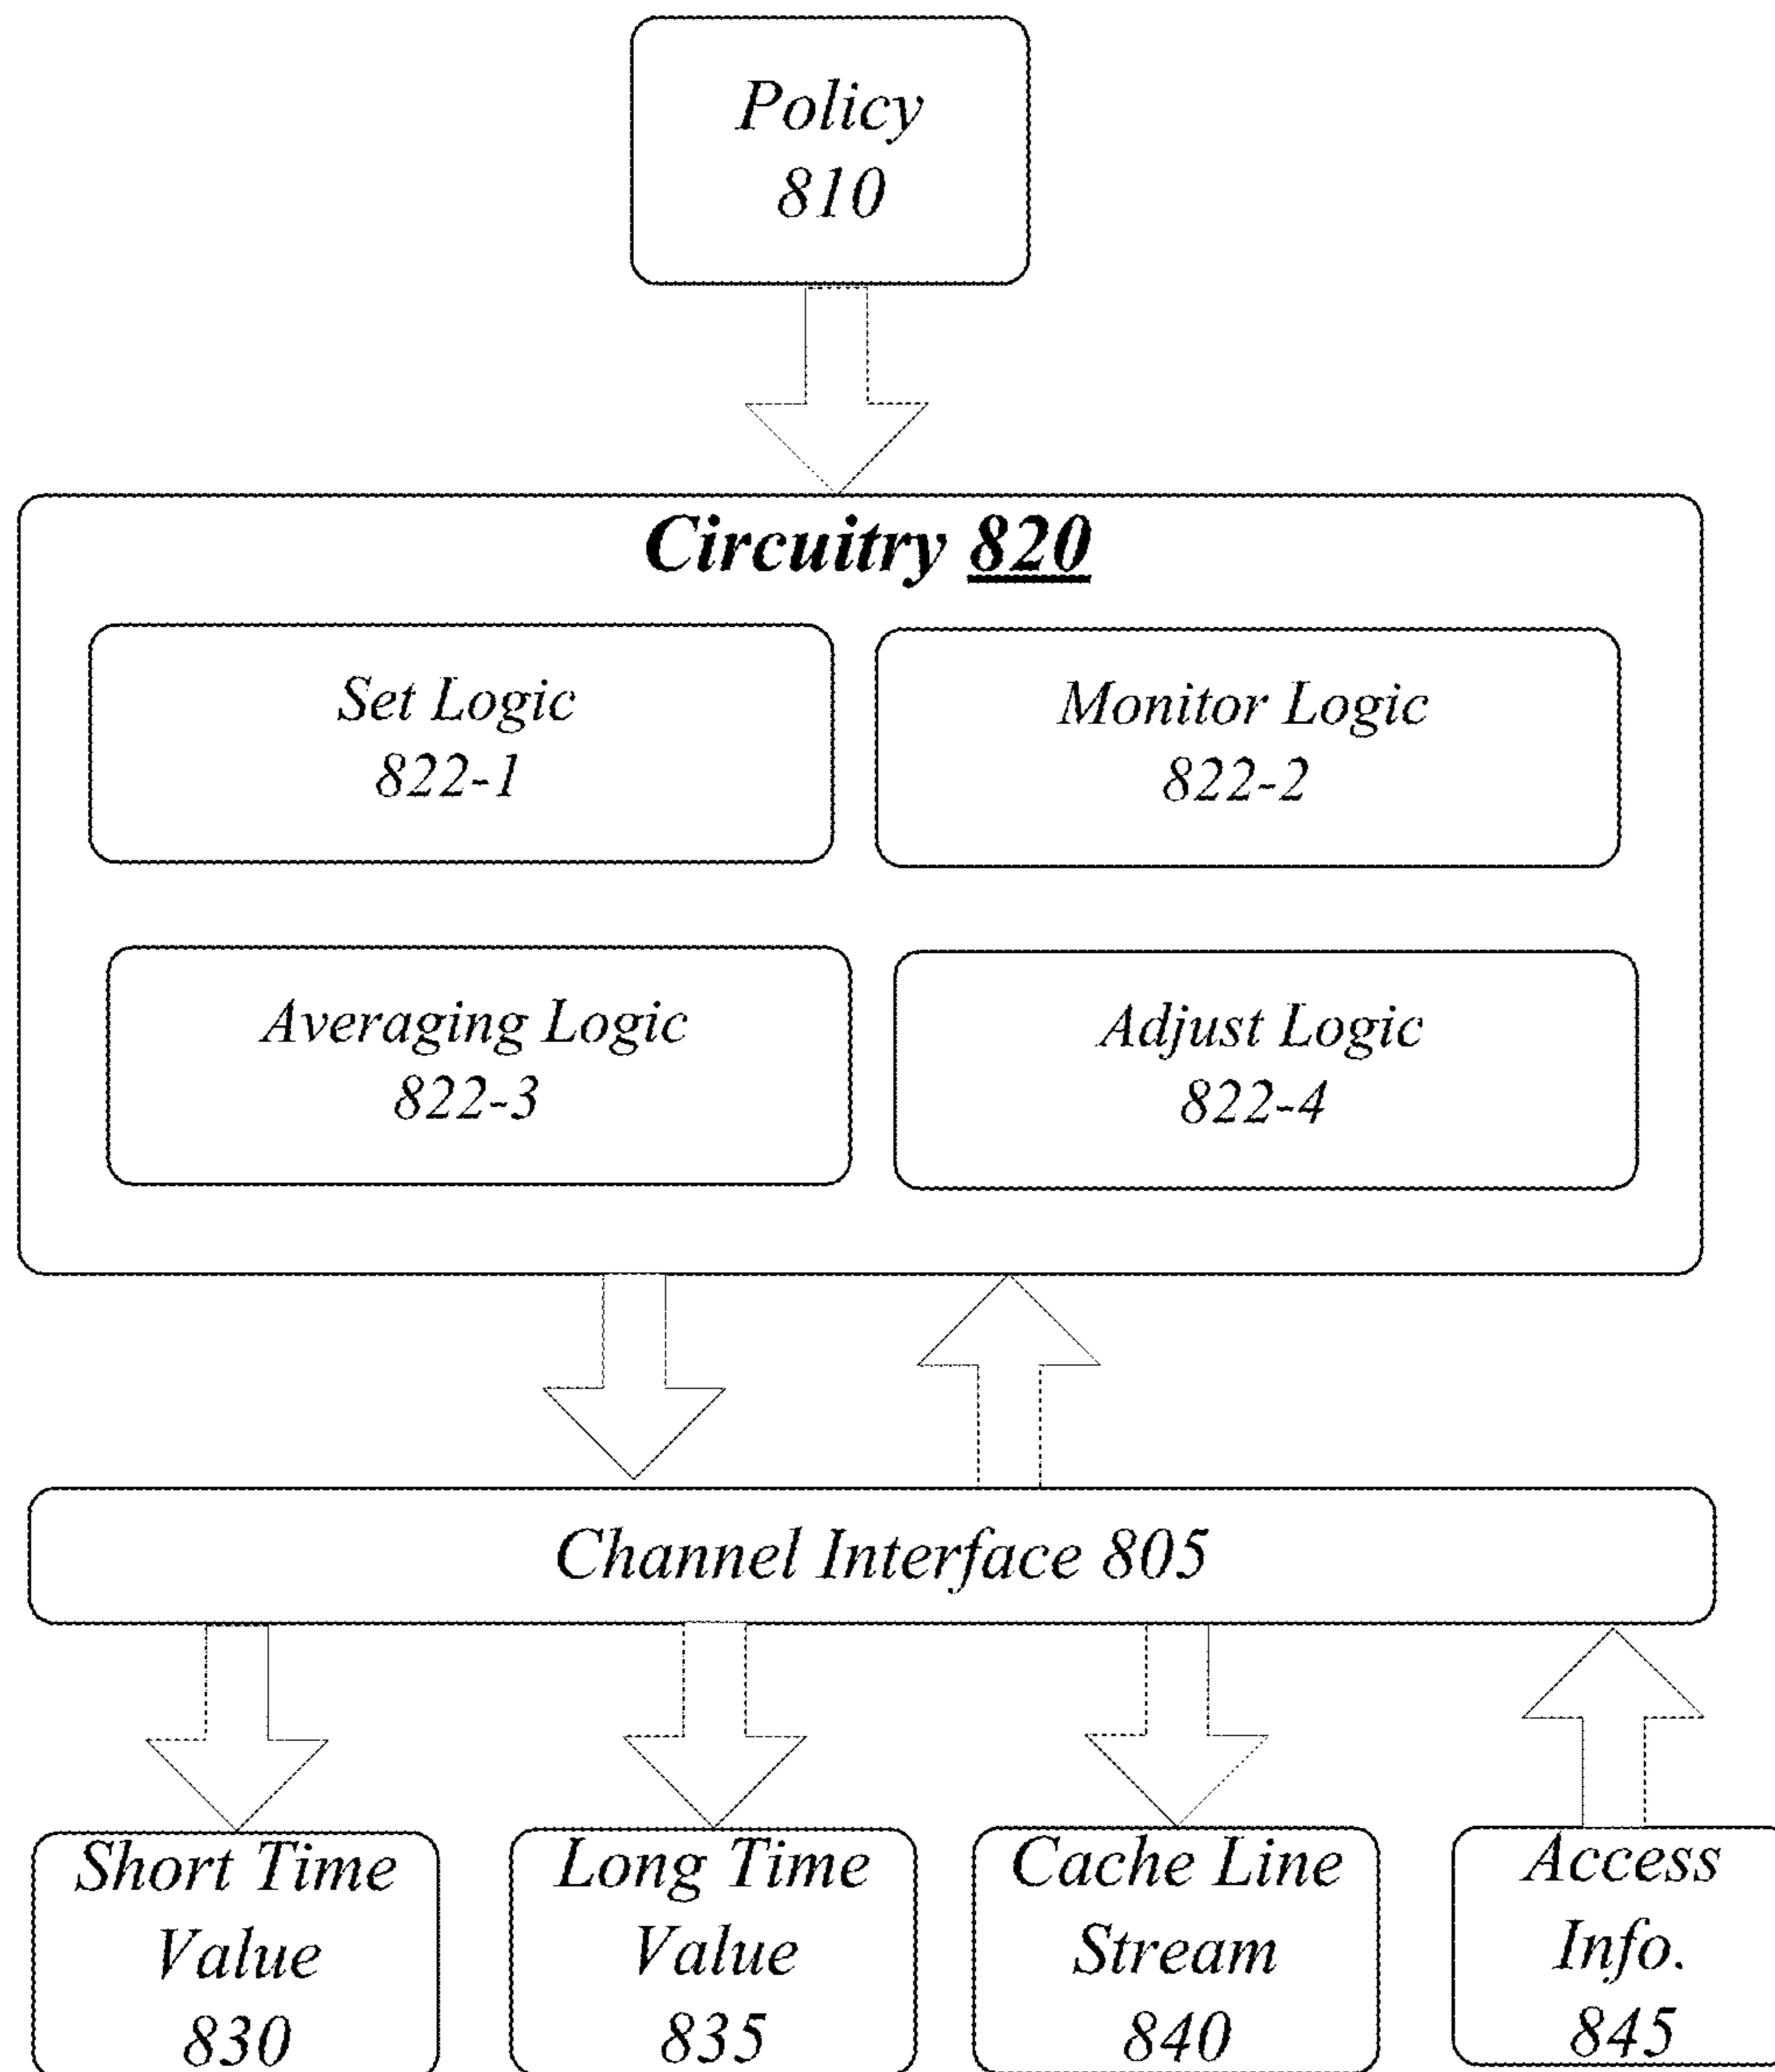 Policy
810
Circuitry 820
Set Logic
822-1
Monitor Logic
822-2
Averaging Logic
822-3
Adjust Logic
822-4
Channel Interface 805
Short Time
Value
830
Long Time
Value
835
Cache Line
Stream
840
Access
Info.
845